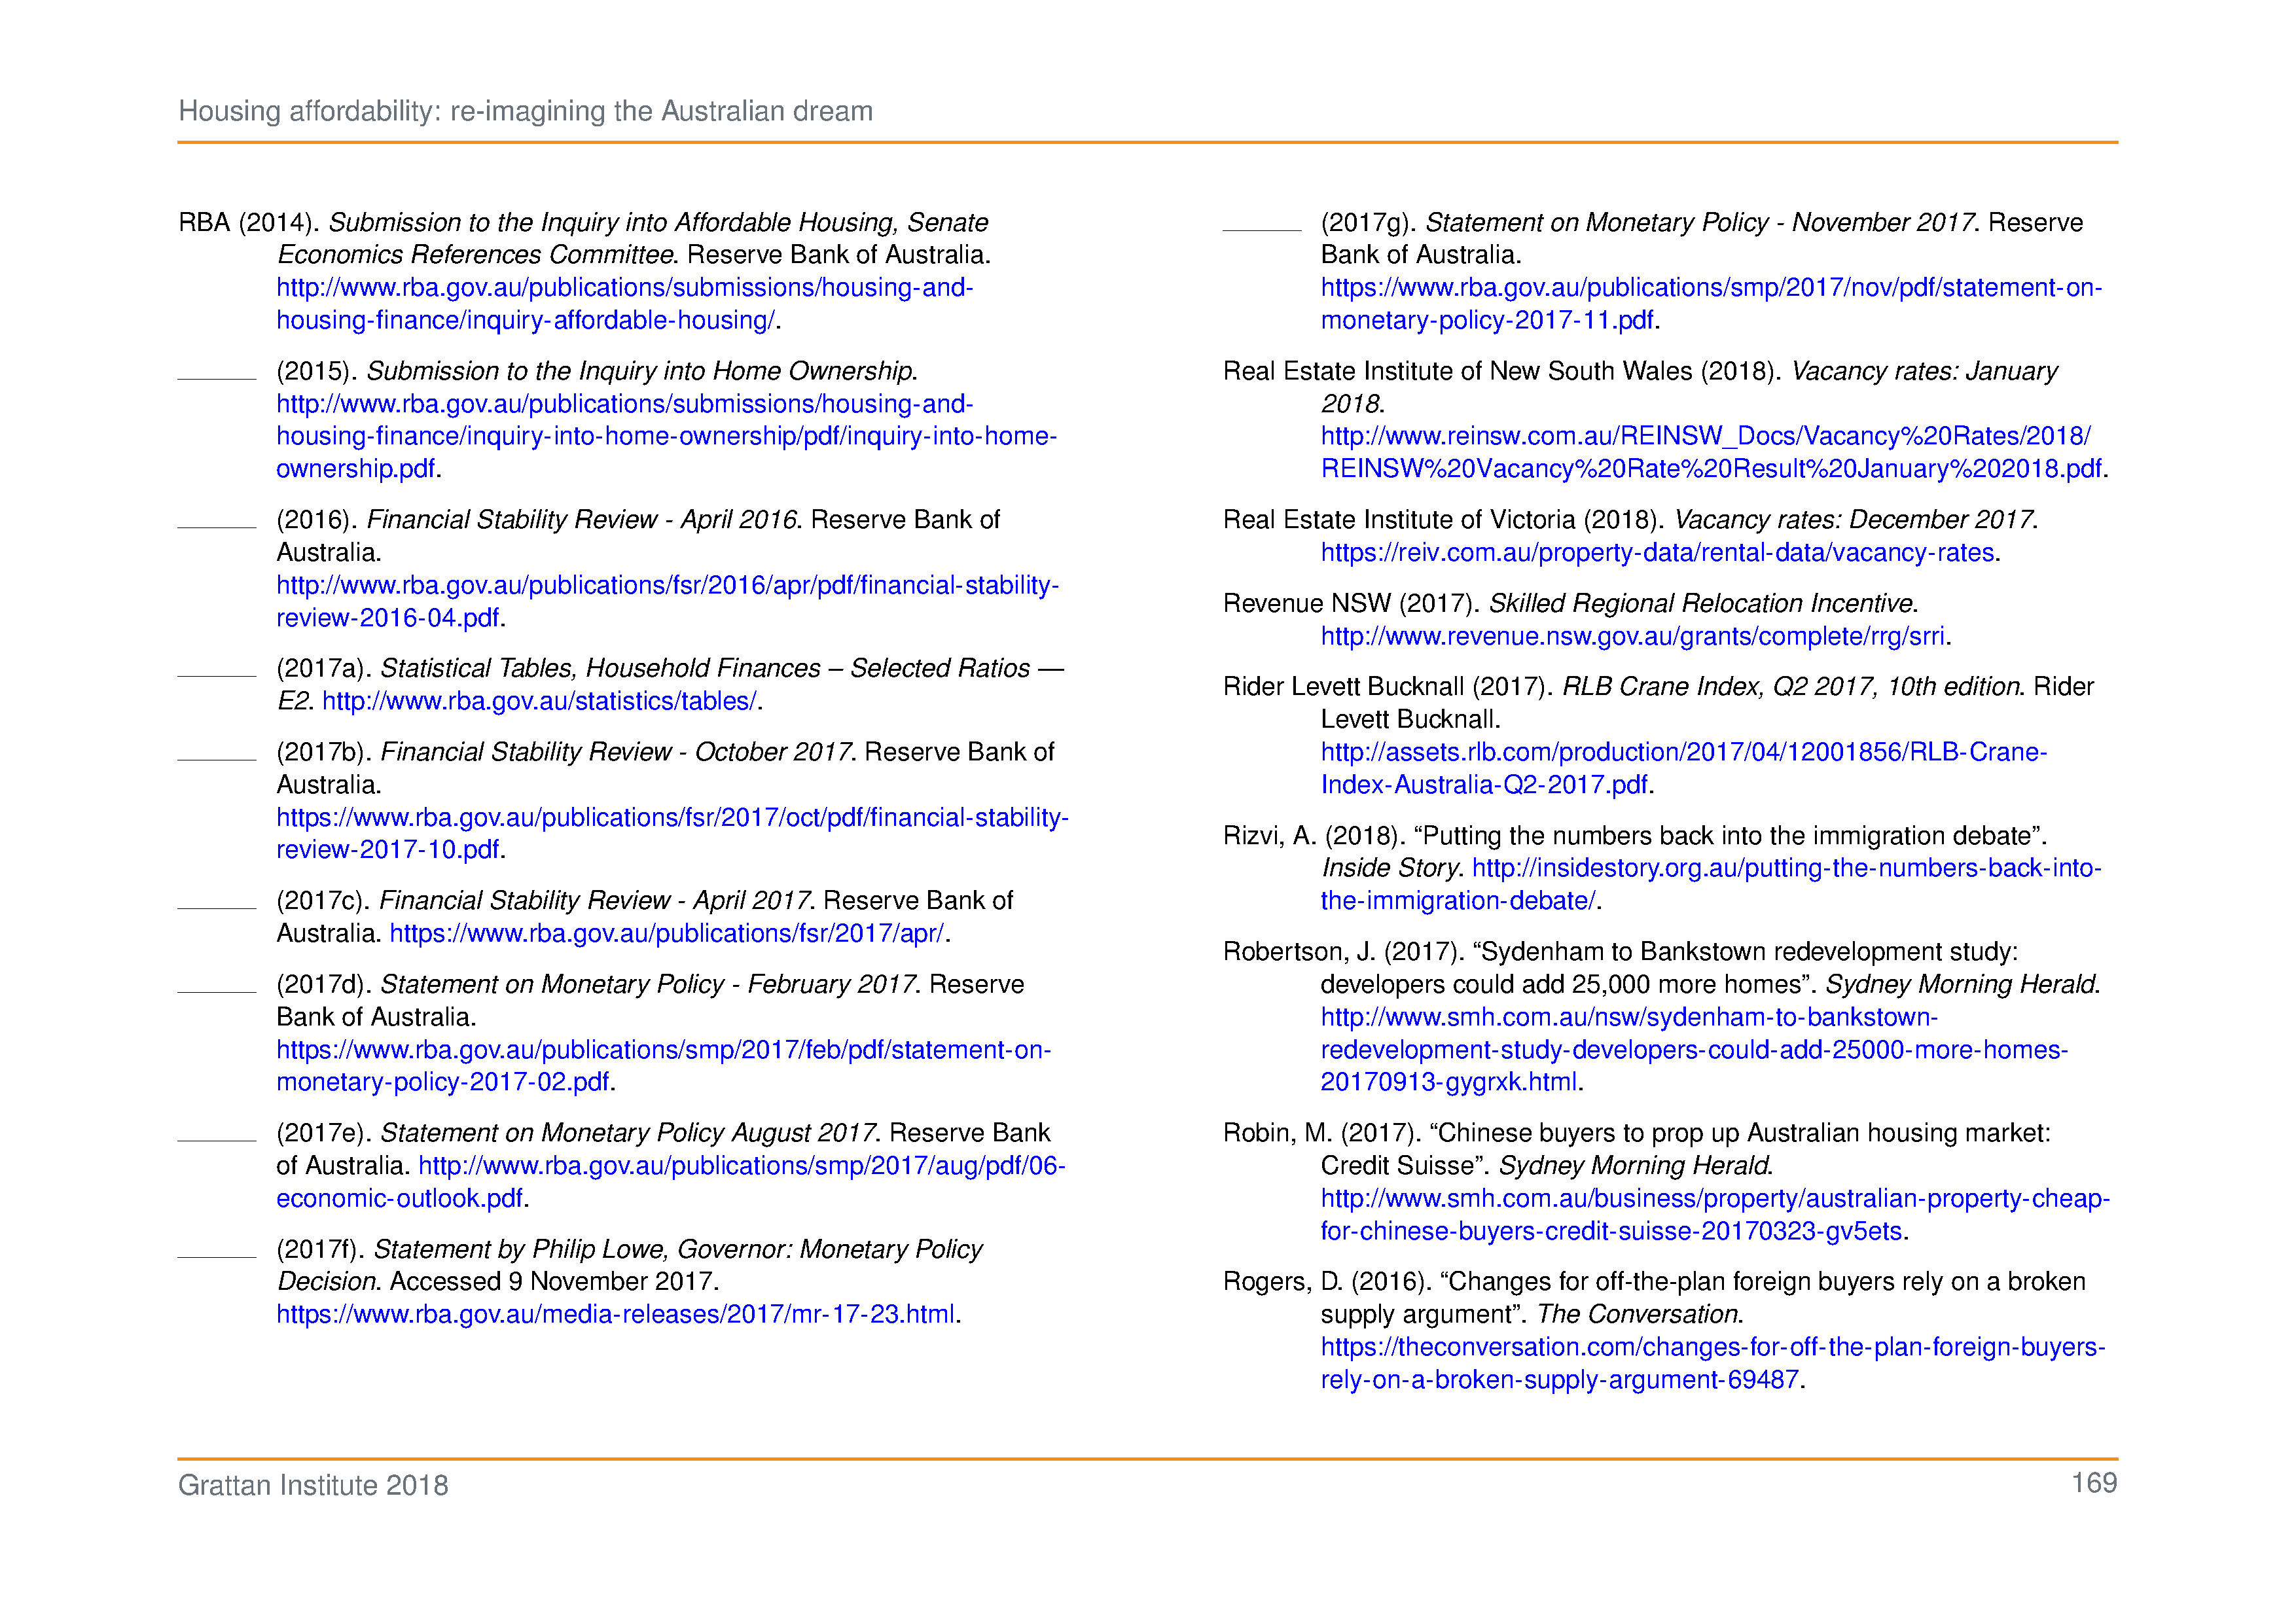 Housing affordability: re-imagining the Australian dream
RBA (2014). Submission to the Inquiry into Affordable Housing, Senate
Economics References Committee. Reserve Bank of Australia.
http://www.rba.gov.au/publications/submissions/housing-and-
housing-finance/inquiry-affordable-housing/.
(2015). Submission to the Inquiry into Home Ownership.
http://www.rba.gov.au/publications/submissions/housing-and-
housing-finance/inquiry-into-home-ownership/pdf/inquiry-into-home-
ownership.pdf.
(2016). Financial Stability Review - April 2016. Reserve Bank of
Australia.
http://www.rba.gov.au/publications/fsr/2016/apr/pdf/financial-stability-
review-2016-04.pdf.
(2017a). Statistical Tables, Household Finances – Selected Ratios —
E2. http://www.rba.gov.au/statistics/tables/.
(2017b). Financial Stability Review - October 2017. Reserve Bank of
Australia.
https://www.rba.gov.au/publications/fsr/2017/oct/pdf/financial-stability-
review-2017-10.pdf.
(2017c). Financial Stability Review - April 2017. Reserve Bank of
Australia. https://www.rba.gov.au/publications/fsr/2017/apr/.
(2017d). Statement on Monetary Policy - February 2017. Reserve
Bank of Australia.
https://www.rba.gov.au/publications/smp/2017/feb/pdf/statement-on-
monetary-policy-2017-02.pdf.
(2017e). Statement on Monetary Policy August 2017. Reserve Bank
of Australia. http://www.rba.gov.au/publications/smp/2017/aug/pdf/06-
economic-outlook.pdf.
(2017f). Statement by Philip Lowe, Governor: Monetary Policy
Decision. Accessed 9 November 2017.
https://www.rba.gov.au/media-releases/2017/mr-17-23.html.
(2017g). Statement on Monetary Policy - November 2017. Reserve
Bank of Australia.
https://www.rba.gov.au/publications/smp/2017/nov/pdf/statement-on-
monetary-policy-2017-11.pdf.
Real Estate Institute of New South Wales (2018). Vacancy rates: January
2018.
http://www.reinsw.com.au/REINSW_Docs/Vacancy%20Rates/2018/
REINSW%20Vacancy%20Rate%20Result%20January%202018.pdf.
Real Estate Institute of Victoria (2018). Vacancy rates: December 2017.
https://reiv.com.au/property-data/rental-data/vacancy-rates.
Revenue NSW (2017). Skilled Regional Relocation Incentive.
http://www.revenue.nsw.gov.au/grants/complete/rrg/srri.
Rider Levett Bucknall (2017). RLB Crane Index, Q2 2017, 10th edition. Rider
Levett Bucknall.
http://assets.rlb.com/production/2017/04/12001856/RLB-Crane-
Index-Australia-Q2-2017.pdf.
Rizvi, A. (2018). “Putting the numbers back into the immigration debate”.
Inside Story. http://insidestory.org.au/putting-the-numbers-back-into-
the-immigration-debate/.
Robertson, J. (2017). “Sydenham to Bankstown redevelopment study:
developers could add 25,000 more homes”. Sydney Morning Herald.
http://www.smh.com.au/nsw/sydenham-to-bankstown-
redevelopment-study-developers-could-add-25000-more-homes-
20170913-gygrxk.html.
Robin, M. (2017). “Chinese buyers to prop up Australian housing market:
Credit Suisse”. Sydney Morning Herald.
http://www.smh.com.au/business/property/australian-property-cheap-
for-chinese-buyers-credit-suisse-20170323-gv5ets.
Rogers, D. (2016). “Changes for off-the-plan foreign buyers rely on a broken
supply argument”. The Conversation.
https://theconversation.com/changes-for-off-the-plan-foreign-buyers-
rely-on-a-broken-supply-argument-69487.
Grattan Institute 2018
169